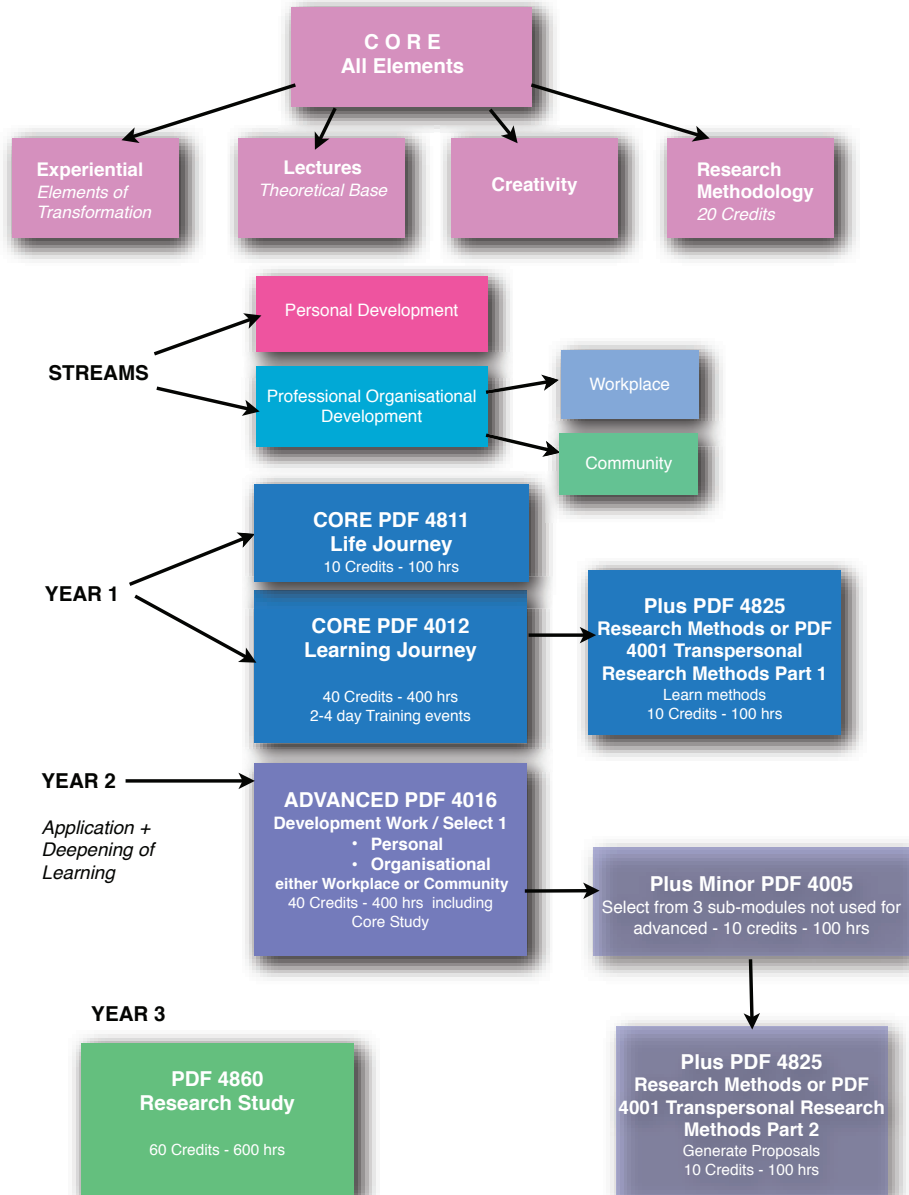 C O R E
All Elements
Experiential
Elements of
Transformation
Lectures
Theoretical Base
Creativity
Research
Methodology
20 Credits
STREAMS
Personal Development
Professional Organisational
Development
Workplace
Community
YEAR 1
CORE PDF 4811
Life Journey
10 Credits - 100 hrs
CORE PDF 4012
Learning Journey
40 Credits - 400 hrs
2-4 day Training events
Plus PDF 4825
Research Methods or PDF
4001 Transpersonal
Research Methods Part 1
Learn methods
10 Credits - 100 hrs
YEAR 2
Application +
Deepening of
Learning
ADVANCED PDF 4016
Development Work / Select 1
• Personal
• Organisational
either Workplace or Community
40 Credits - 400 hrs including
Core Study
Plus Minor PDF 4005
Select from 3 sub-modules not used for
advanced - 10 credits - 100 hrs
Plus PDF 4825
Research Methods or PDF
4001 Transpersonal Research
Methods Part 2
Generate Proposals
10 Credits - 100 hrs
YEAR 3
PDF 4860
Research Study
60 Credits - 600 hrs